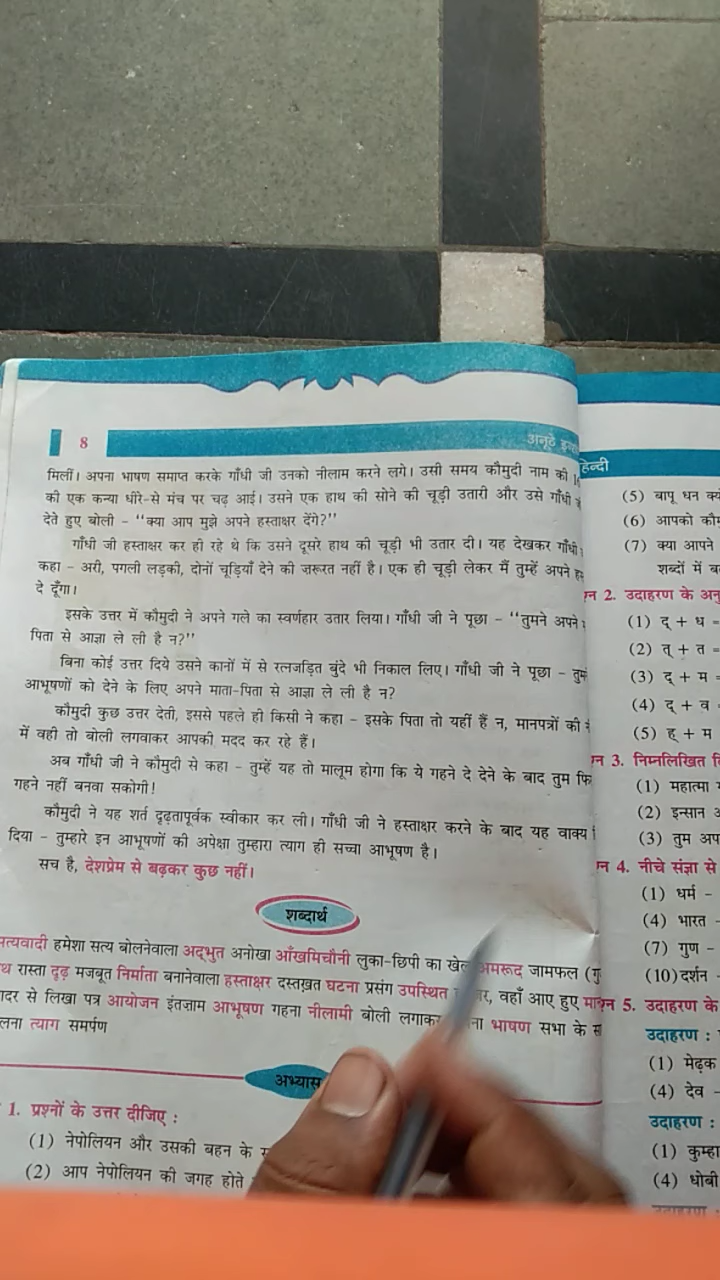 8
अनूठे इन्सान
मिलीं। अपना भाषण समाप्त करके गाँधी जी उनको नीलाम करने लगे। उसी समय कौमुदी नाम की
की एक कन्या धीरे-से मंच पर चढ़ आई। उसने एक हाथ की सोने की चूड़ी उतारी और उसे गाँधी
देते हुए बोली – “क्या आप मुझे अपने हस्ताक्षर देंगे?”
गाँधी जी हस्ताक्षर कर ही रहे थे कि उसने दूसरे हाथ की चूड़ी भी उतार दी। यह देखकर गाँधी
कहा – अरी, पगली लड़की, दोनों चूड़ियाँ देने की ज़रूरत नहीं है। एक ही चूड़ी लेकर मैं तुम्हें अपने
दे दूँगा।
इसके उत्तर में कौमुदी ने अपने गले का स्वर्णहार उतार लिया। गाँधी जी ने पूछा – “तुमने अपने
पिता से आज्ञा ले ली है न?”
बिना कोई उत्तर दिये उसने कानों में से रत्नजड़ित बुंदे भी निकाल लिए। गाँधी जी ने पूछा –
आभूषणों को देने के लिए अपने माता-पिता से आज्ञा ले ली है न?
कौमुदी कुछ उत्तर देती, इससे पहले ही किसी ने कहा – इसके पिता तो यहीं हैं न, मानपत्रों की
में वही तो बोली लगवाकर आपकी मदद कर रहे हैं।
अब गाँधी जी ने कौमुदी से कहा – तुम्हें यह तो मालूम होगा कि ये गहने दे देने के बाद तुम
गहने नहीं बनवा सकोगी!
कौमुदी ने यह शर्त दृढ़तापूर्वक स्वीकार कर ली। गाँधी जी ने हस्ताक्षर करने के बाद यह वाक्य
दिया – तुम्हारे इन आभूषणों की अपेक्षा तुम्हारा त्याग ही सच्चा आभूषण है।
सच है, देशप्रेम से बढ़कर कुछ नहीं।
शब्दार्थ
हमेशा सत्य बोलनेवाला अद्भुत अनोखा आँखमिचौनी लुका-छिपी का खेल अमरूद जामफल
रास्ता दृढ़ मजबूत निर्माता बनानेवाला हस्ताक्षर दस्तख़त घटना प्रसंग उपस्थित वहाँ आए हुए
से लिखा पत्र आयोजन इंतज़ाम आभूषण गहना नीलामी बोली लगाकर भाषण सभा के
त्याग समर्पण
अभ्यास
1. प्रश्नों के उत्तर दीजिए :
(1) नेपोलियन और उसकी बहन के
(2) आप नेपोलियन की जगह होते
हिन्दी
(5) बापू धन
(6) आपको
(7) क्या आपने
शब्दों में
2. उदाहरण के
(1) द् + ध =
(2) त् + त =
(3) द् + म =
(4) द् + व
(5) ह् + म
3. निम्नलिखित
(1) महात्मा
(2) इन्सान
(3) तुम
4. नीचे संज्ञा से
(1) धर्म -
(4) भारत -
(7) गुण -
(10) दर्शन -
5. उदाहरण के
उदाहरण :
(1) मेढ़क
(4) देव -
उदाहरण :
(1)
(4) धोबी